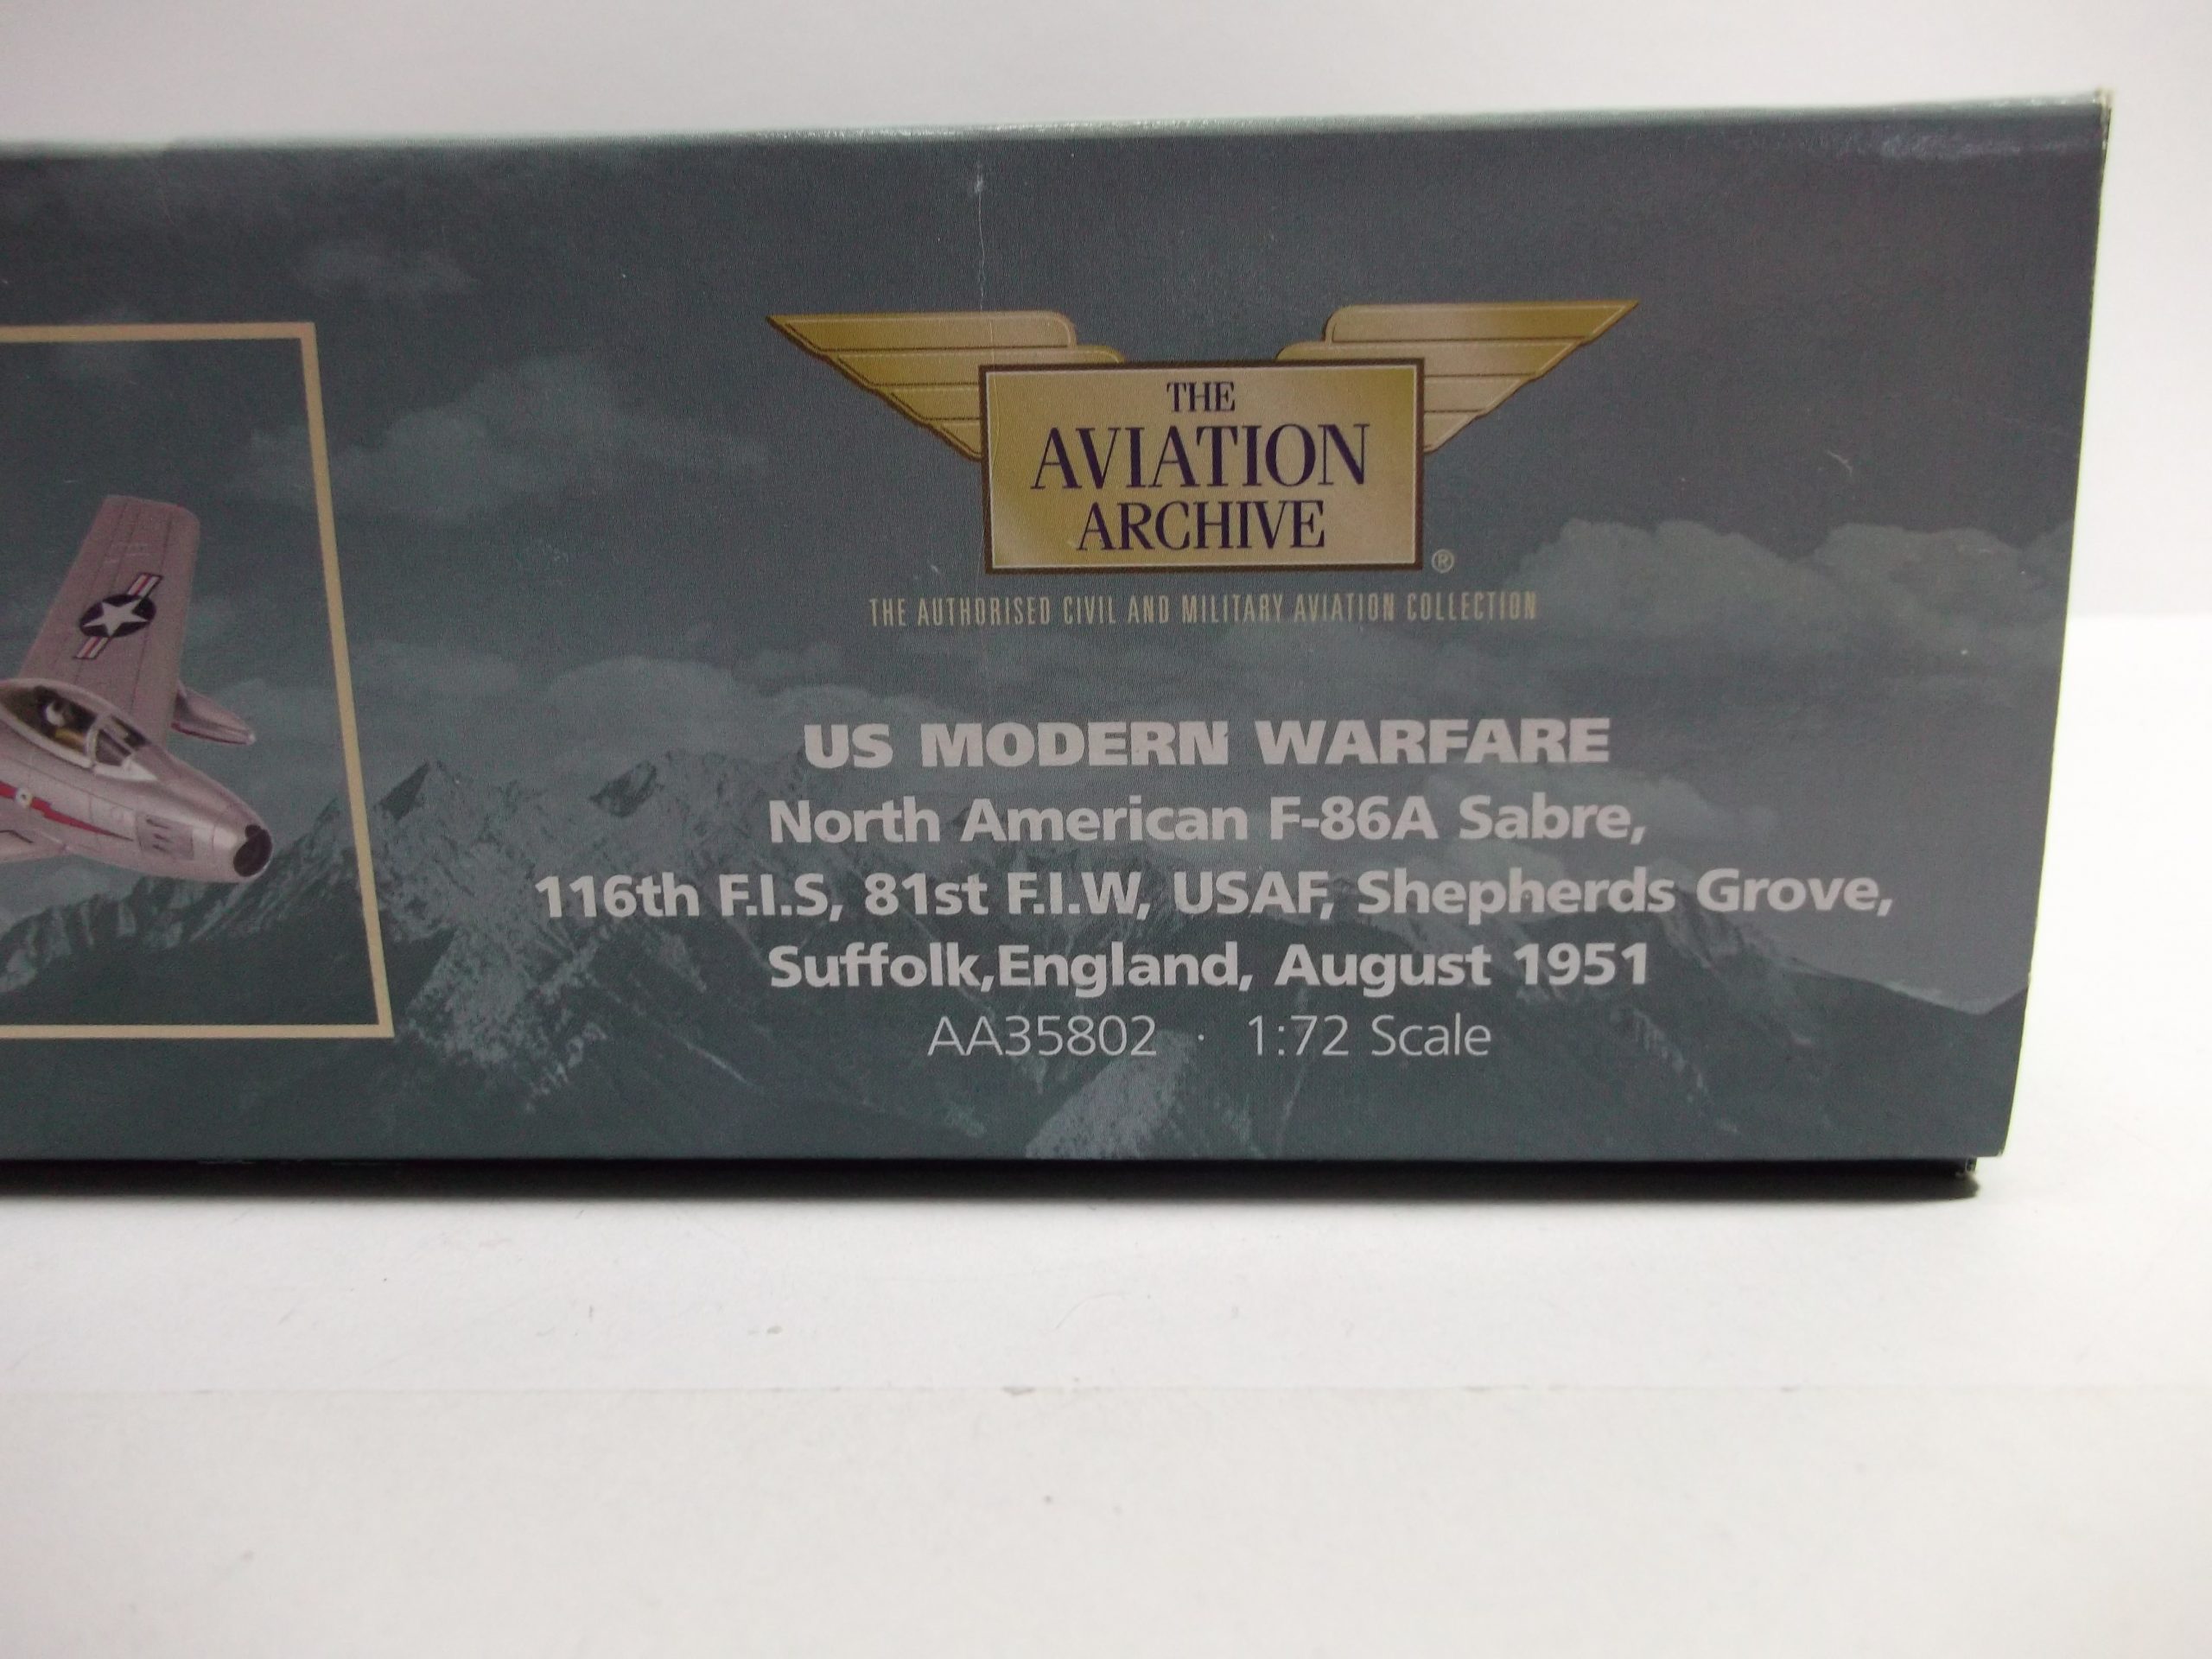 THE
AVIATION
ARCHIVE
®
THE AUTHORISED CIVIL AND MILITARY AVIATION COLLECTION
US MODERN WARFARE
North American F-86A Sabre,
116th F.I.S, 81st F.I.W, USAF, Shepherds Grove,
Suffolk,England, August 1951
AA35802 · 1:72 Scale